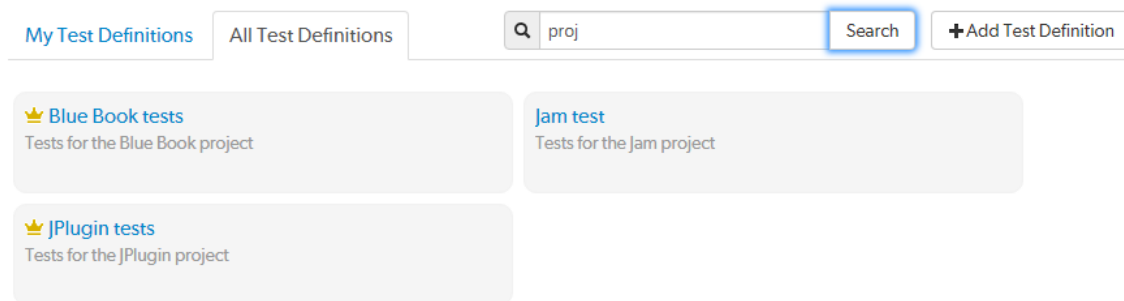 My Test Definitions
All Test Definitions
proj
Search
+Add Test Definition
Blue Book tests
Tests for the Blue Book project
Jam test
Tests for the Jam project
JPlugin tests
Tests for the JPlugin project